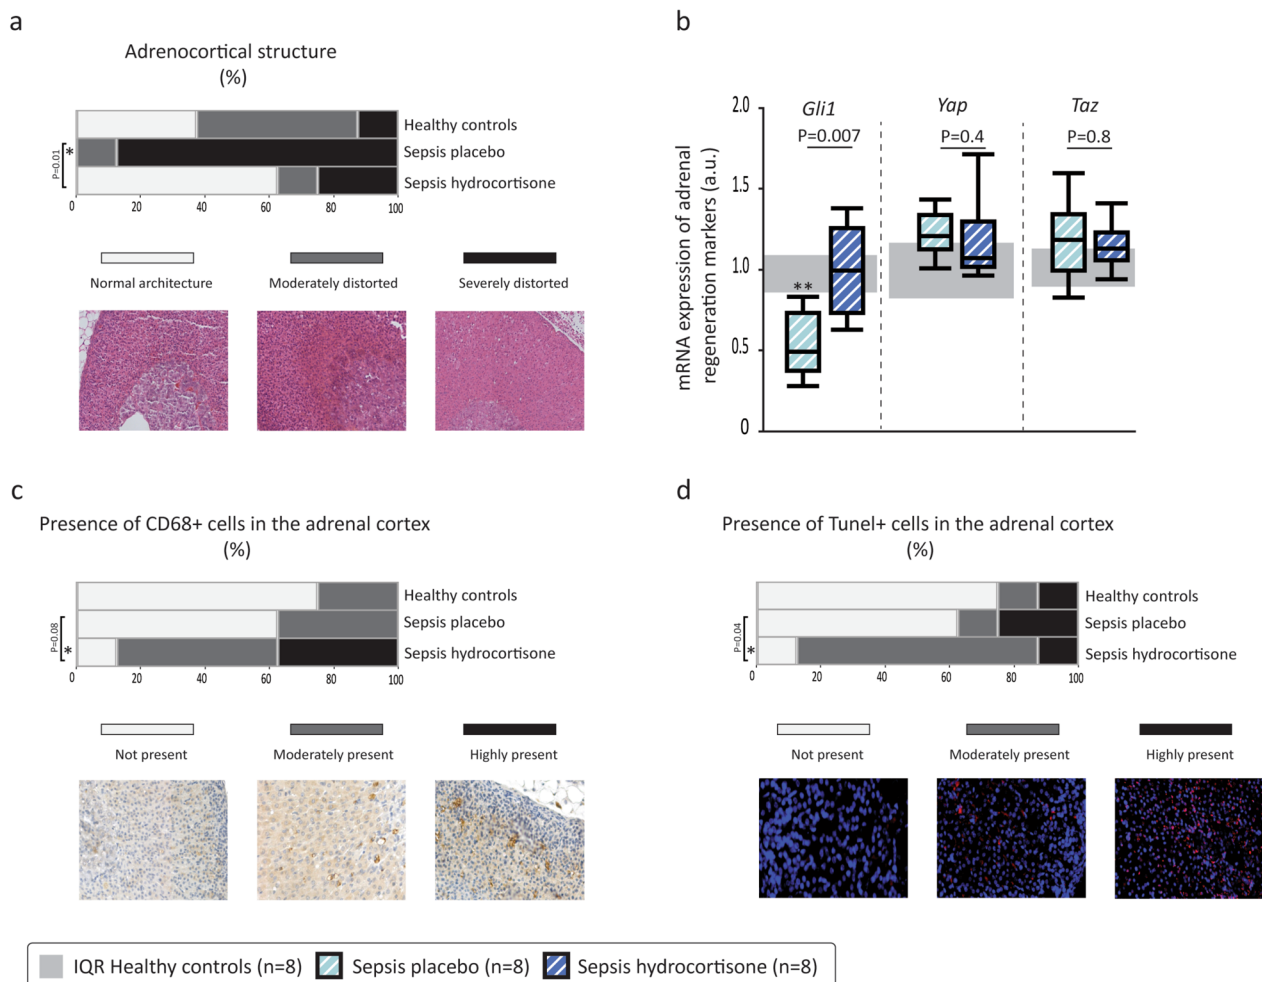 a
Adrenocortical structure
(%)
Healthy controls
Sepsis placebo
Sepsis hydrocortisone
P=0.01
*
0 20 40 60 80 100
Normal architecture
Moderately distorted
Severely distorted
b
mRNA expression of adrenal
regeneration markers (a.u.)
2.0
1.5
1.0
0.5
0
Gli1
P=0.007
**
Yap
P=0.4
Taz
P=0.8
c
Presence of CD68+ cells in the adrenal cortex
(%)
Healthy controls
Sepsis placebo
Sepsis hydrocortisone
P=0.08
*
0 20 40 60 80 100
Not present
Moderately present
Highly present
d
Presence of Tunel+ cells in the adrenal cortex
(%)
Healthy controls
Sepsis placebo
Sepsis hydrocortisone
P=0.04
*
0 20 40 60 80 100
Not present
Moderately present
Highly present
IQR Healthy controls (n=8) Sepsis placebo (n=8) Sepsis hydrocortisone (n=8)